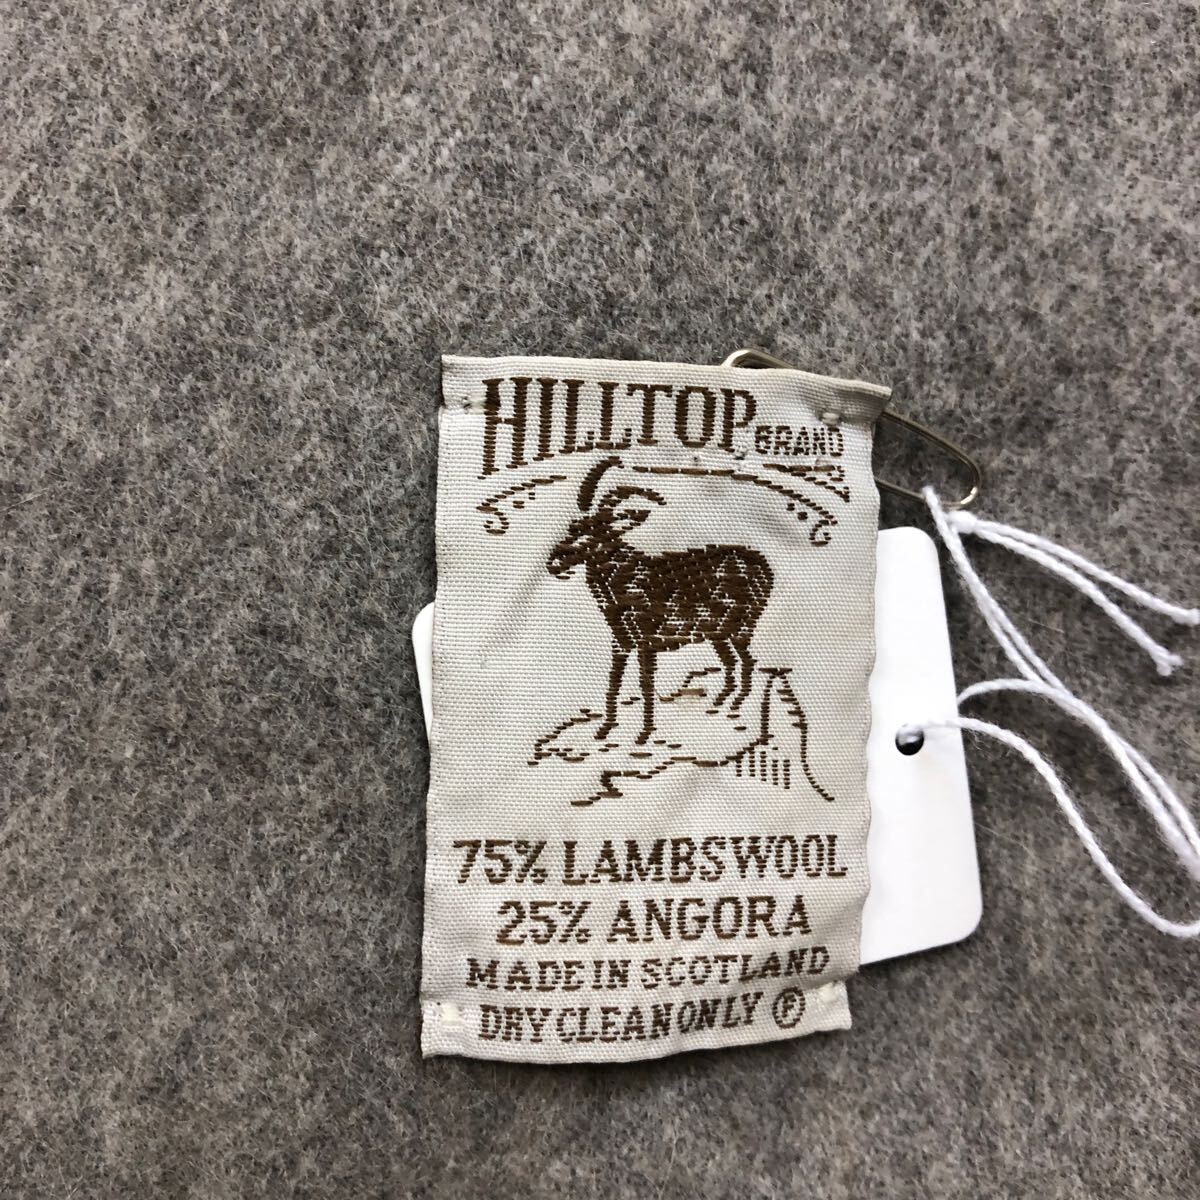 HILLTOP BRAND
75% LAMBSWOOL
25% ANGORA
MADE IN SCOTLAND
DRY CLEAN ONLY Ⓟ